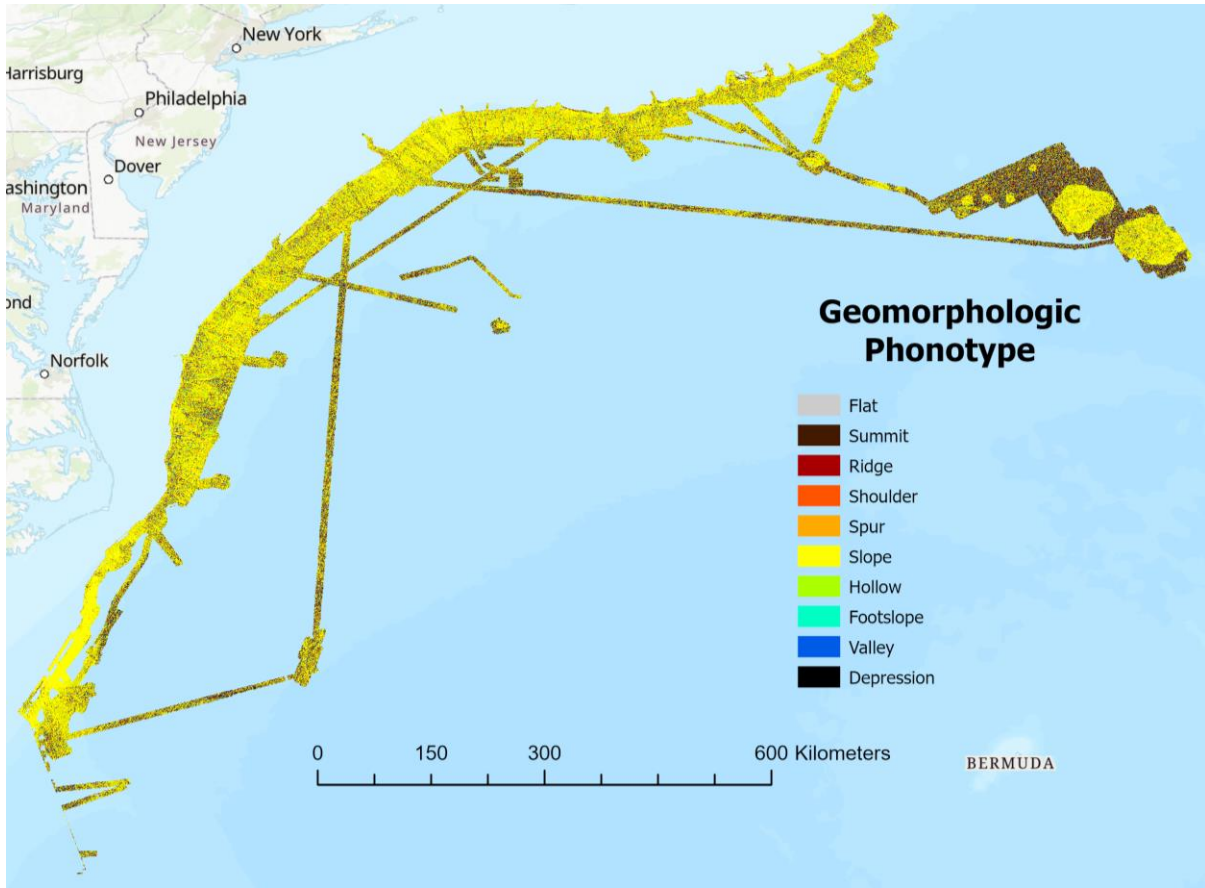 New York
Harrisburg
Philadelphia
New Jersey
Dover
Washington
Maryland
ond
Norfolk
Geomorphologic
Phonotype
Flat
Summit
Ridge
Shoulder
Spur
Slope
Hollow
Footslope
Valley
Depression
0 150 300 600 Kilometers
BERMUDA